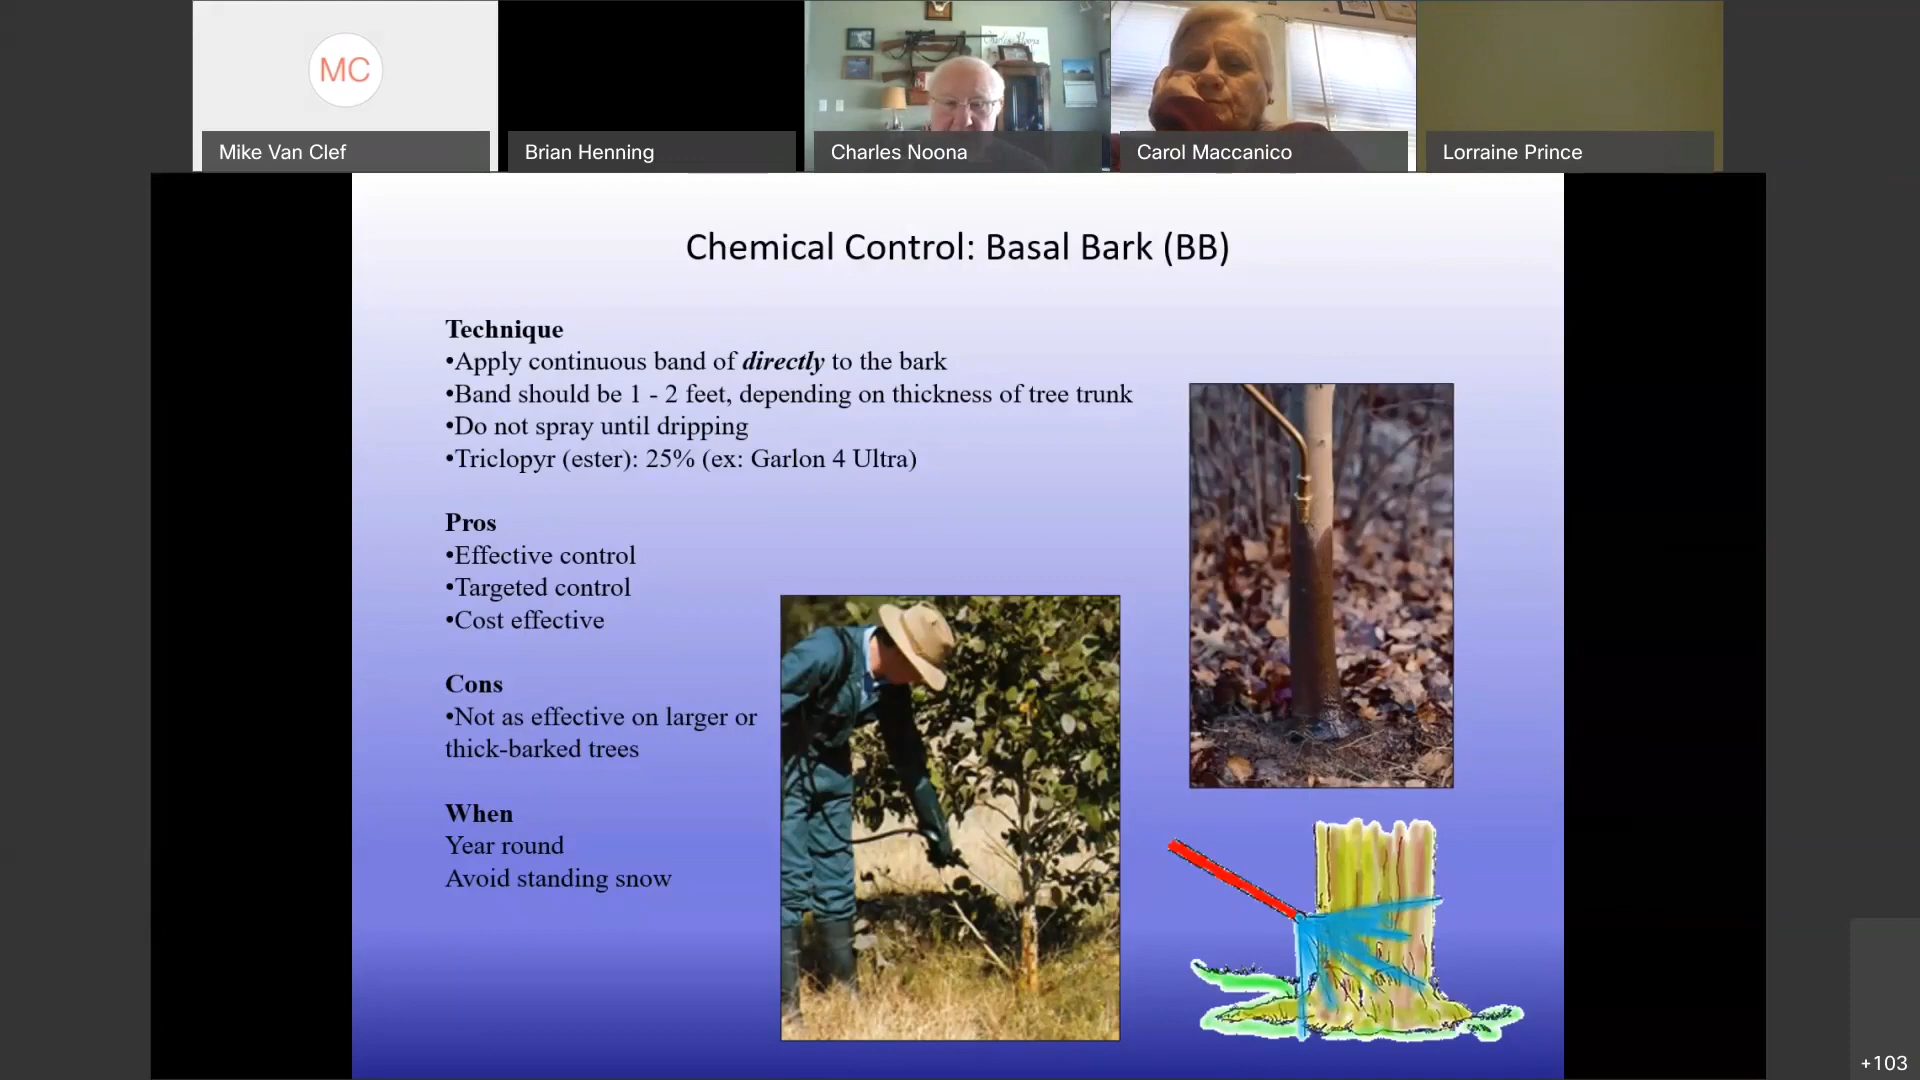 MC
Mike Van Clef
Brian Henning
Charles Noona
Carol Maccanico
Lorraine Prince
Chemical Control: Basal Bark (BB)
Technique
•Apply continuous band of directly to the bark
•Band should be 1 - 2 feet, depending on thickness of tree trunk
•Do not spray until dripping
•Triclopyr (ester): 25% (ex: Garlon 4 Ultra)
Pros
•Effective control
•Targeted control
•Cost effective
Cons
•Not as effective on larger or
thick-barked trees
When
Year round
Avoid standing snow
+103